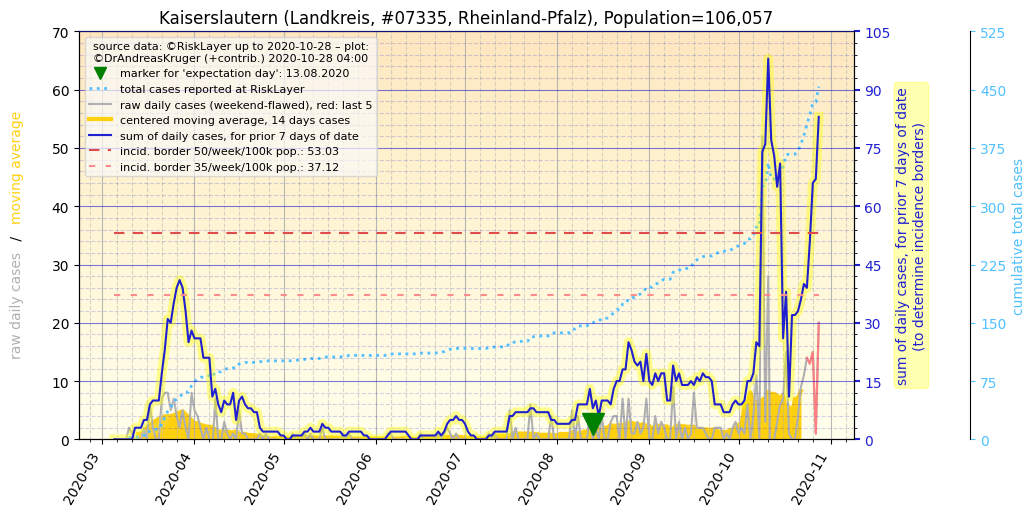 Kaiserslautern (Landkreis, #07335, Rheinland-Pfalz), Population=106,057
source data: ©RiskLayer up to 2020-10-28 – plot:
©DrAndreasKruger (+contrib.) 2020-10-28 04:00
marker for 'expectation day': 13.08.2020
total cases reported at RiskLayer
raw daily cases (weekend-flawed), red: last 5
centered moving average, 14 days cases
sum of daily cases, for prior 7 days of date
incid. border 50/week/100k pop.: 53.03
incid. border 35/week/100k pop.: 37.12
raw daily cases / moving average
70
60
50
40
30
20
10
0
2020-03
2020-04
2020-05
2020-06
2020-07
2020-08
2020-09
2020-10
2020-11
105
90
75
60
45
30
15
0
sum of daily cases, for prior 7 days of date
(to determine incidence borders)
525
450
375
300
225
150
75
0
cumulative total cases